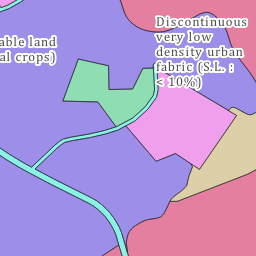 Discontinuous
very low
density urban
fabric (S.L. :
< 10%)
able land
al crops)